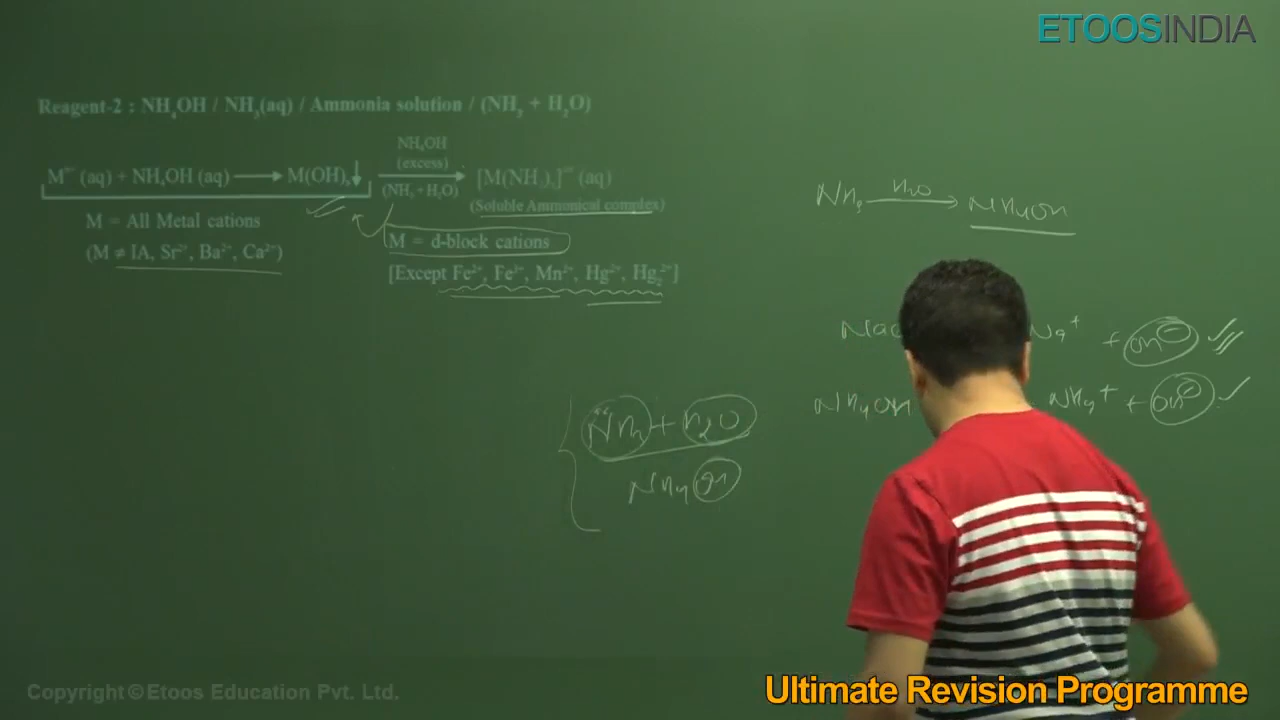 ETOOSINDIA
Reagent-2 : NH₄OH / NH₃(aq) / Ammonia solution / (NH₃ + H₂O)
Mⁿ⁺ (aq) + NH₄OH (aq) ⟶ M(OH)ₙ↓ NH₄OH (excess) (NH₃ + H₂O) ⟶ [M(NH₃)ₓ]ⁿ⁺ (aq)
(Soluble Ammonical complex)
M = All Metal cations
M = d-block cations
(M ≠ IA, Sr²⁺, Ba²⁺, Ca²⁺)
[Except Fe²⁺, Fe³⁺, Mn²⁺, Hg²⁺, Hg₂²⁺]
NH₃ H₂O ⟶ NH₄OH
Na⁺ + OH⁻
NH₄OH NH₄⁺ + OH⁻
NH₃ + H₂O
NH₄OH
Copyright © Etoos Education Pvt. Ltd.
Ultimate Revision Programme